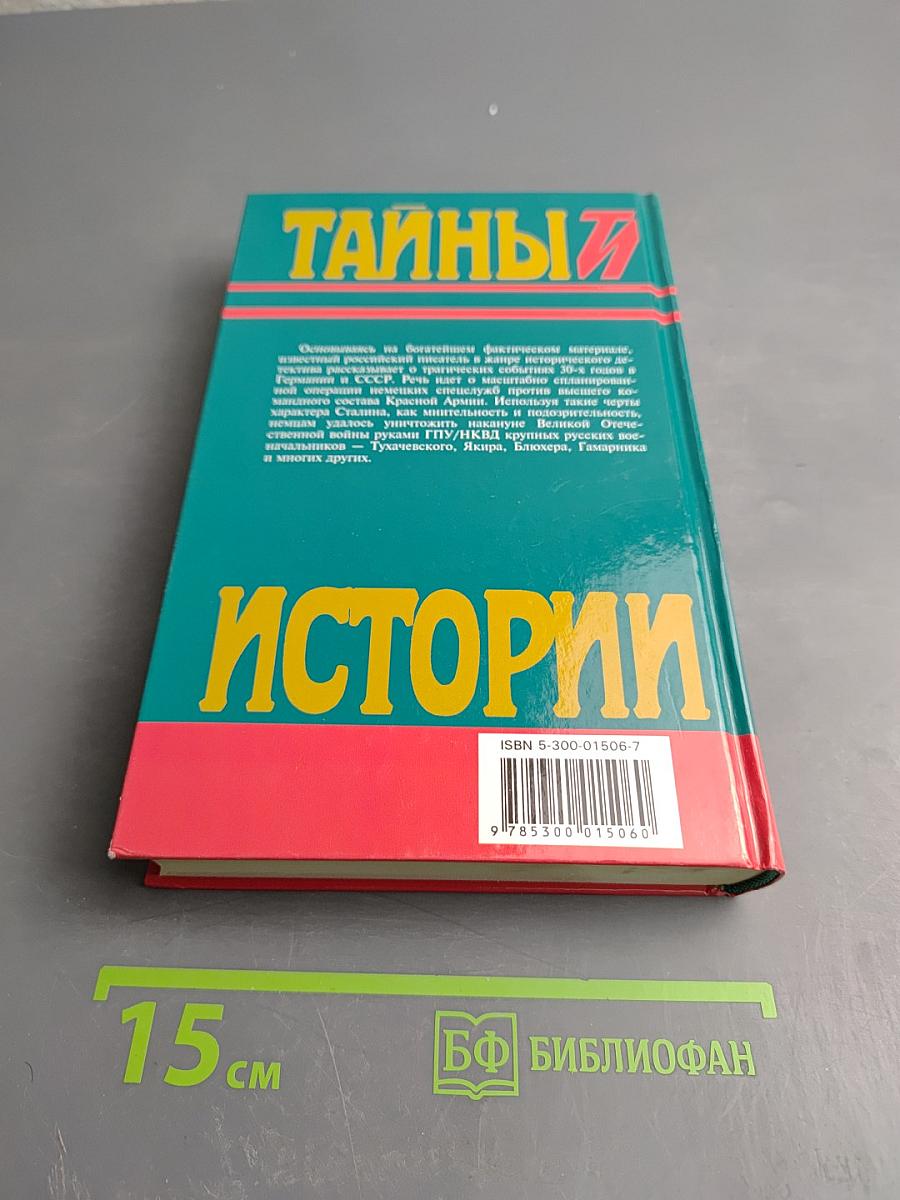 ТАЙНЫ ТИ
Основываясь на богатейшем фактическом материале,
известный российский писатель в жанре исторического де-
тектива рассказывает о трагических событиях 30-х годов в
Германии и СССР. Речь идет о масштабно спланирован-
ной операции немецких спецслужб против высшего ко-
мандного состава Красной Армии. Используя такие черты
характера Сталина, как мнительность и подозрительность,
немцам удалось уничтожить накануне Великой Отече-
ственной войны руками ГПУ/НКВД крупных русских вое-
начальников — Тухачевского, Якира, Блюхера, Гамарника
и многих других.
ИСТОРИИ
ISBN 5-300-01506-7
9 785300 015060
15 см
БФ БИБЛИОФАН